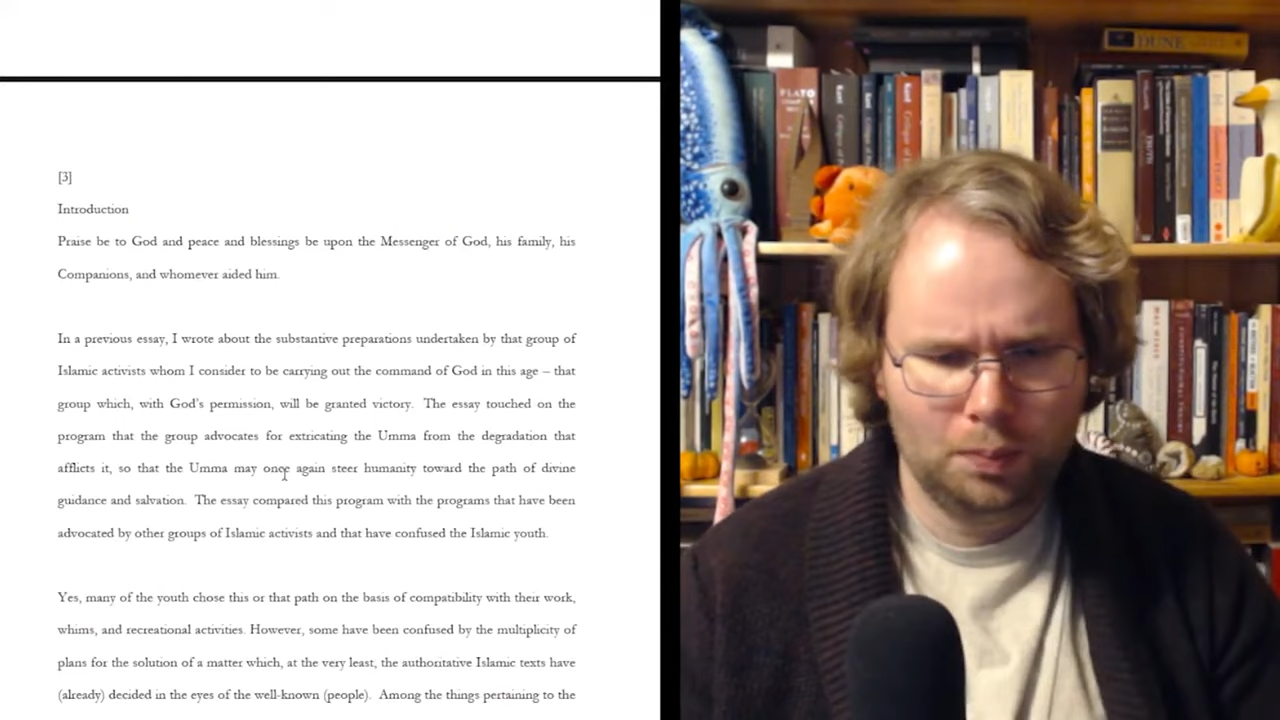 [3]
Introduction
Praise be to God and peace and blessings be upon the Messenger of God, his family, his
Companions, and whomever aided him.
In a previous essay, I wrote about the substantive preparations undertaken by that group of
Islamic activists whom I consider to be carrying out the command of God in this age – that
group which, with God's permission, will be granted victory. The essay touched on the
program that the group advocates for extricating the Umma from the degradation that
afflicts it, so that the Umma may once again steer humanity toward the path of divine
guidance and salvation. The essay compared this program with the programs that have been
advocated by other groups of Islamic activists and that have confused the Islamic youth.
Yes, many of the youth chose this or that path on the basis of compatibility with their work,
whims, and recreational activities. However, some have been confused by the multiplicity of
plans for the solution of a matter which, at the very least, the authoritative Islamic texts have
(already) decided in the eyes of the well-known (people). Among the things pertaining to the
DUNE
PLATO
Kant
Kant
Kant
TRUTH